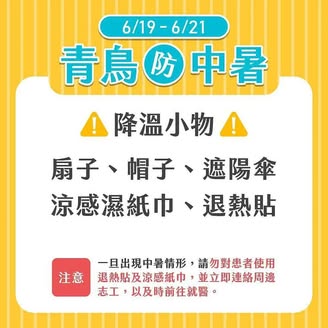 6/19 – 6/21
青鳥防中暑
降溫小物
扇子、帽子、遮陽傘
涼感濕紙巾、退熱貼
注意
一旦出現中暑情形，請勿對患者使用
退熱貼及涼感紙巾，並立即連絡周邊
志工，以及時前往就醫。